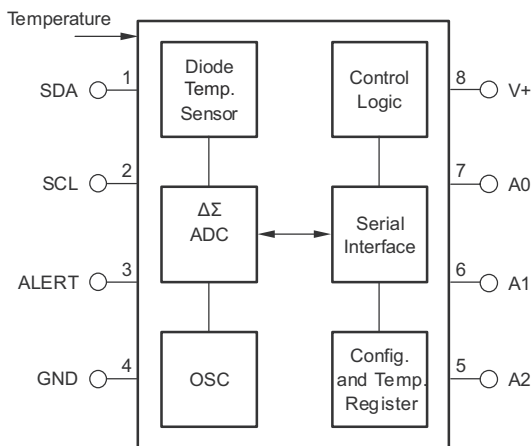 Temperature
1
SDA
Diode
Temp.
Sensor
Control
Logic
8
V+
2
SCL
ΔΣ
ADC
Serial
Interface
7
A0
3
ALERT
6
A1
4
GND
OSC
Config.
and Temp.
Register
5
A2